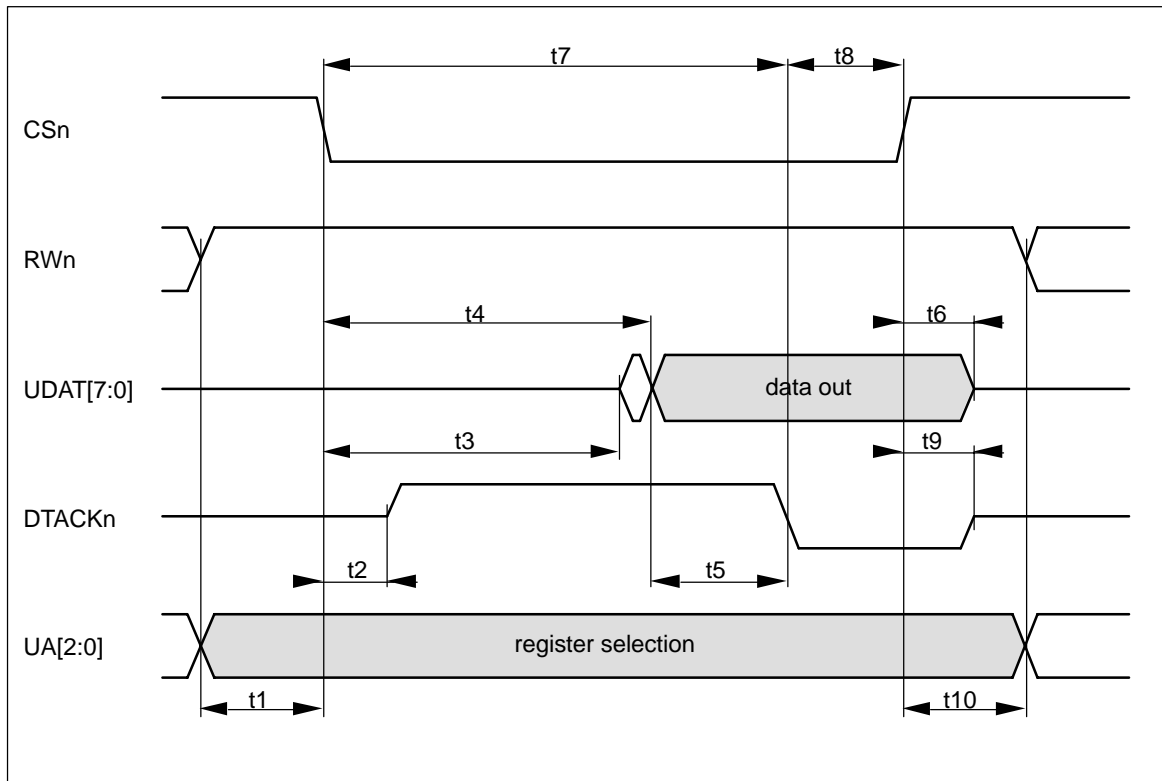 t7
t8
CSn
RWn
t4
t6
UDAT[7:0]
data out
t3
t9
DTACKn
t2
t5
UA[2:0]
register selection
t1
t10